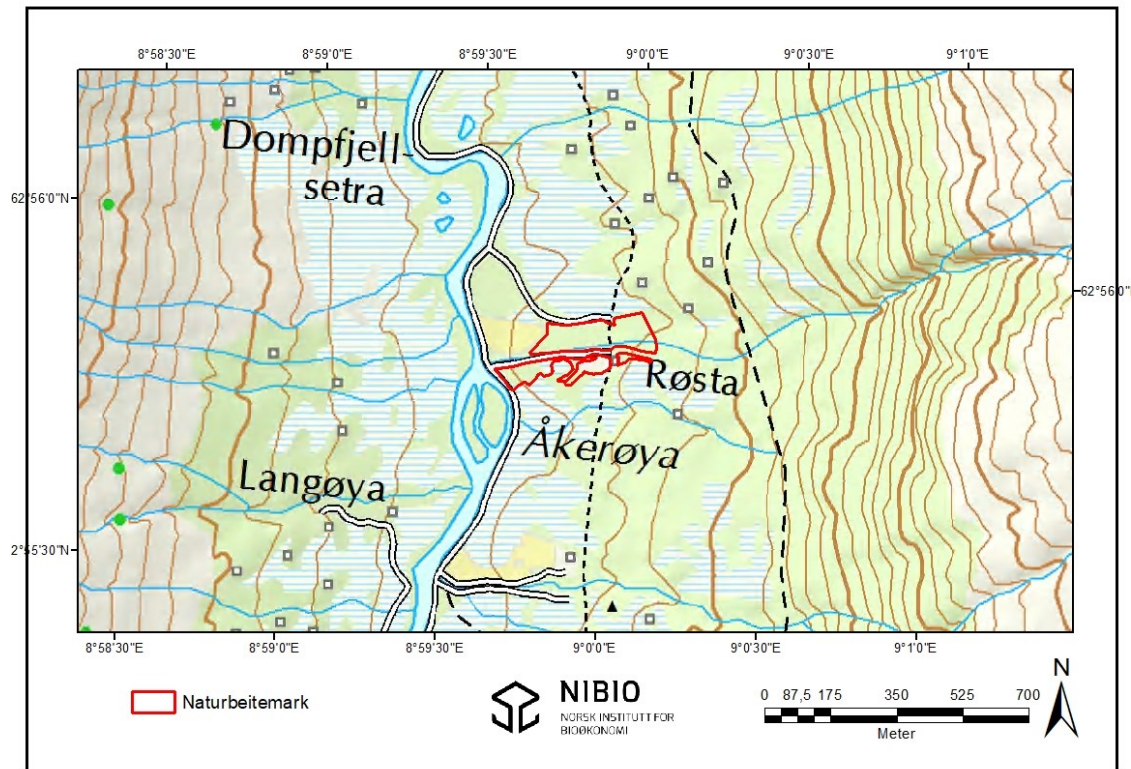 8°58'30"E 8°59'0"E 8°59'30"E 9°0'0"E 9°0'30"E 9°1'0"E
Dompfjell-
setra
62°56'0"N
62°56'0"
Røsta
Åkerøya
Langøya
2°55'30"N
8°58'30"E 8°59'0"E 8°59'30"E 9°0'0"E 9°0'30"E 9°1'0"E
Naturbeitemark
NIBIO
NORSK INSTITUTT FOR
BIOØKONOMI
0 87,5 175 350 525 700
Meter
N